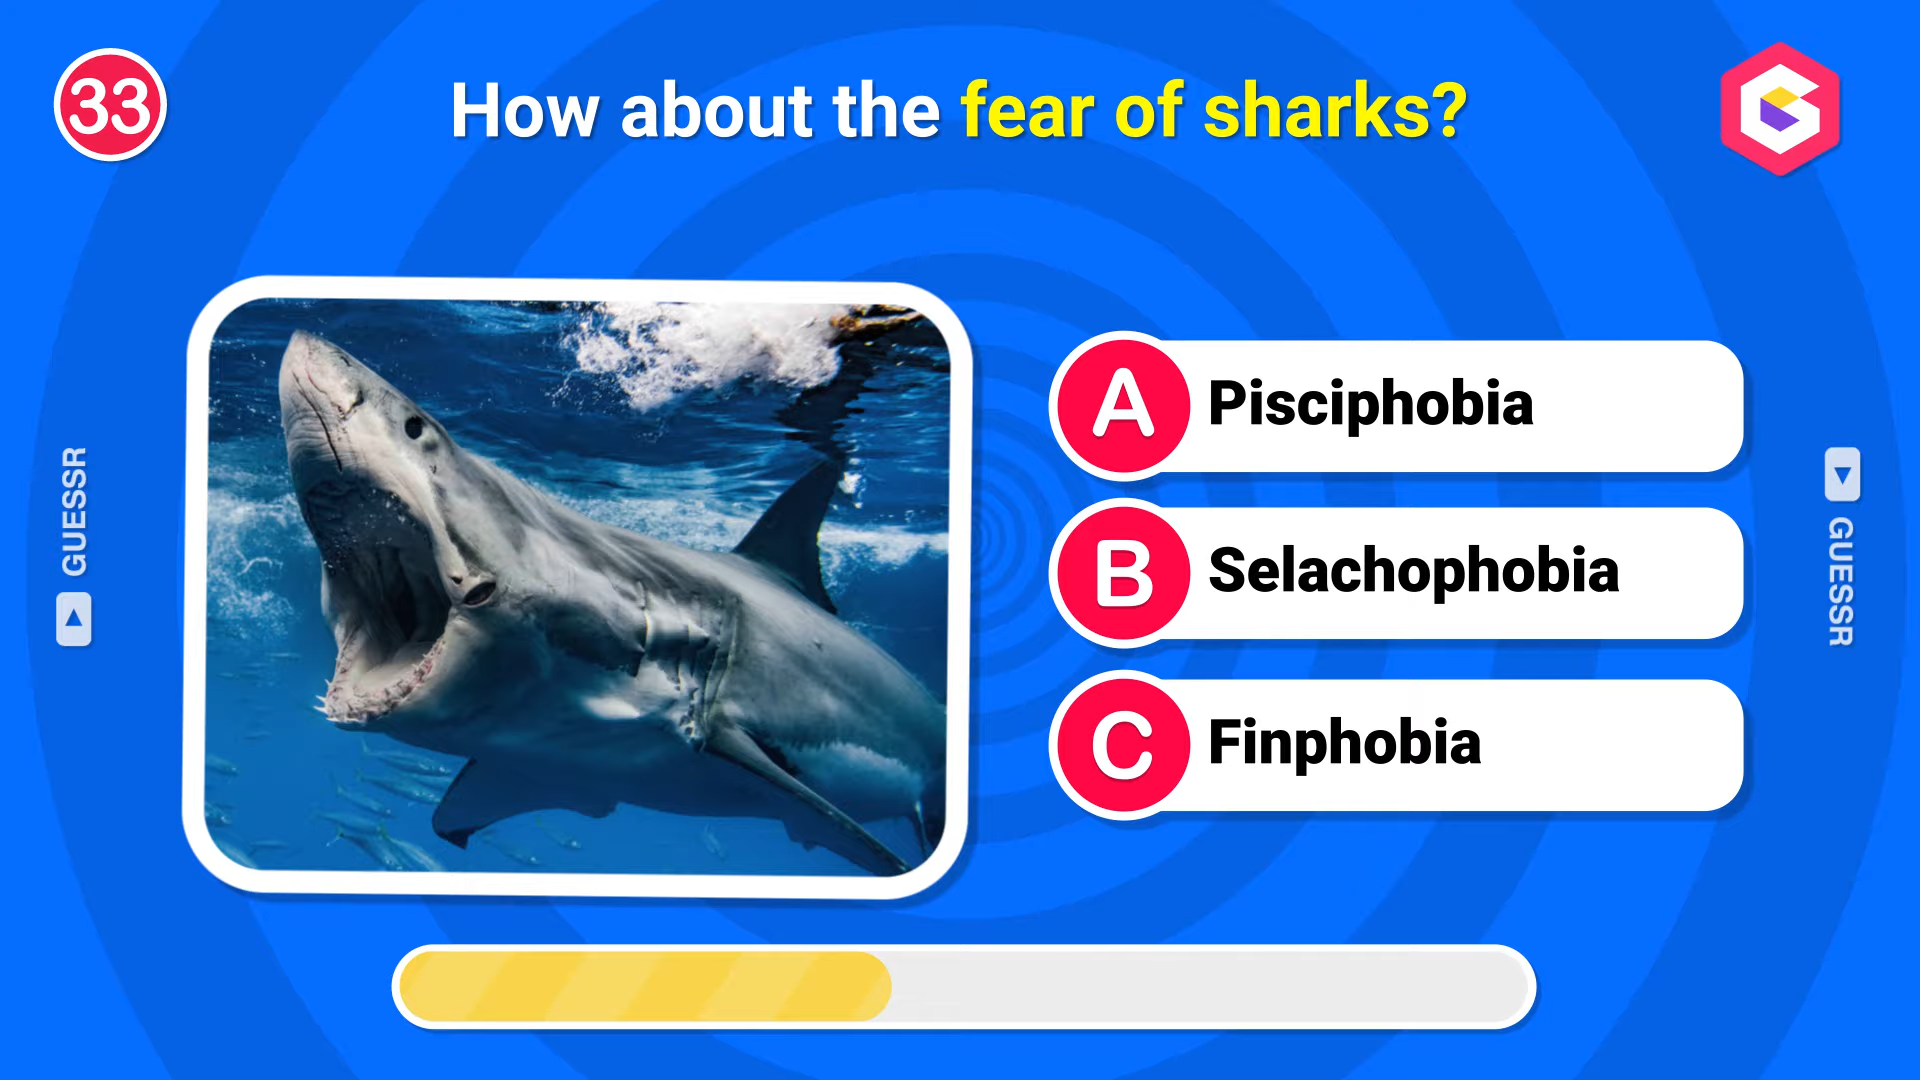 33
How about the fear of sharks?
GUESSR
A Pisciphobia
B Selachophobia
C Finphobia
GUESSR